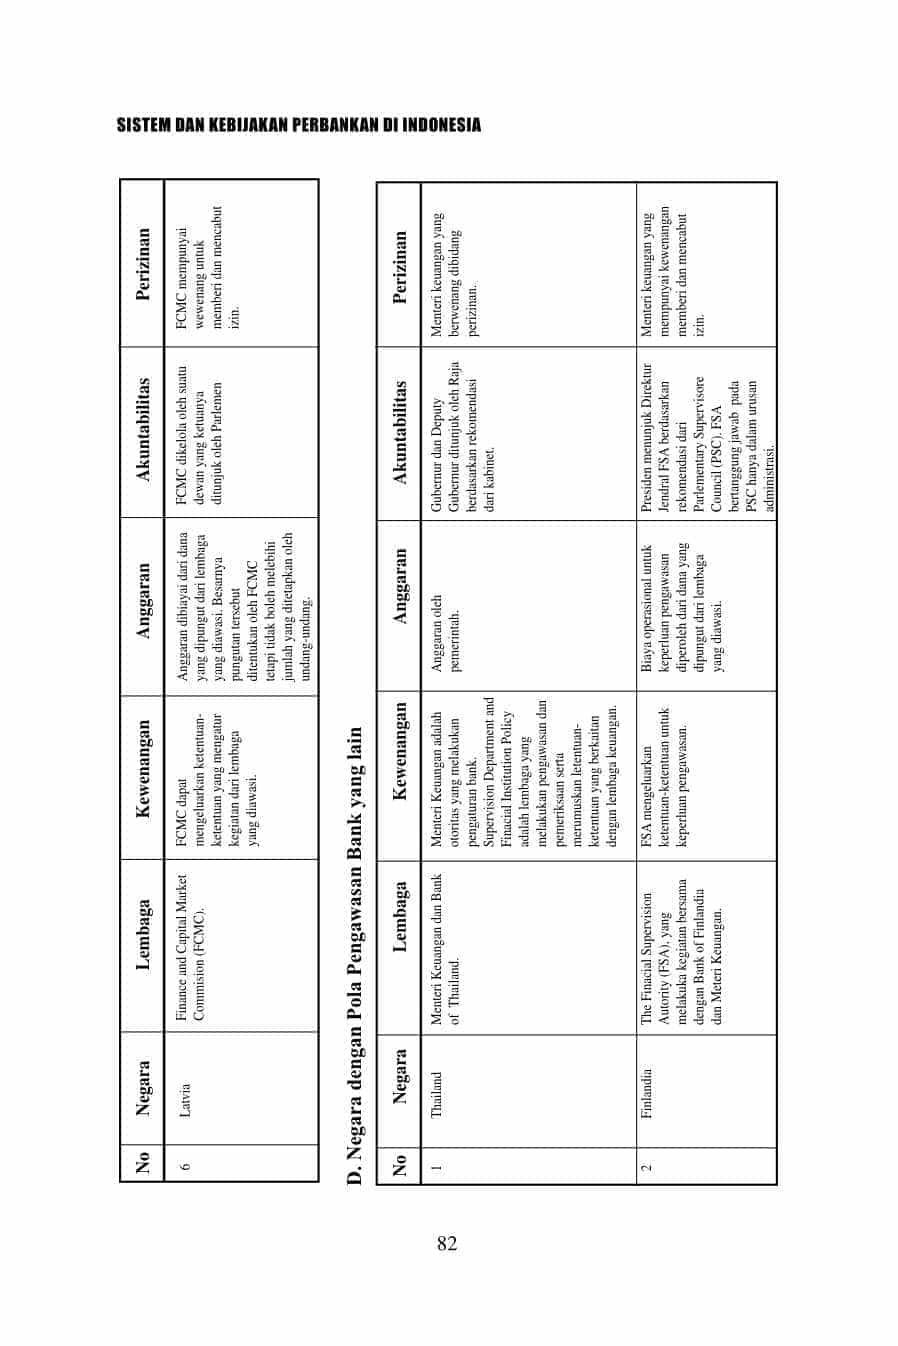 SISTEM DAN KEBIJAKAN PERBANKAN DI INDONESIA
No
Negara
Lembaga
Kewenangan
Anggaran
Akuntabilitas
Perizinan
6
Latvia
Finance and Capital Market
Commision (FCMC).
FCMC dapat
mengeluarkan ketentuan-
ketentuan yang mengatur
kegiatan dari lembaga
yang diawasi.
Anggaran dibiayai dari dana
yang dipungut dari lembaga
yang diawasi. Besarnya
pungutan tersebut
ditentukan oleh FCMC
tetapi tidak boleh melebihi
jumlah yang ditetapkan oleh
undang-undang.
FCMC dikelola oleh suatu
dewan yang ketuanya
ditunjuk oleh Parlemen
FCMC mempunyai
wewenang untuk
memberi dan mencabut
izin.
D. Negara dengan Pola Pengawasan Bank yang lain
No
Negara
Lembaga
Kewenangan
Anggaran
Akuntabilitas
Perizinan
1
Thailand
Menteri Keuangan dan Bank
of Thailand.
Menteri Keuangan adalah
otoritas yang melakukan
pengaturan bank.
Supervision Department and
Finacial Institution Policy
adalah lembaga yang
melakukan pengawasan dan
pemeriksaan serta
merumuskan letentuan-
ketentuan yang berkaitan
dengan lembaga keuangan.
Anggaran oleh
pemerintah.
Gubernur dan Deputy
Gubernur ditunjuk oleh Raja
berdasarkan rekomendasi
dari kabinet.
Menteri keuangan yang
berwenang dibidang
perizinan.
2
Finlandia
The Finacial Supervision
Autority (FSA), yang
melakuka kegiatan bersama
dengan Bank of Finlandia
dan Meteri Keuangan.
FSA mengeluarkan
ketentuan-ketentuan untuk
keperluan pengawasan.
Biaya operasional untuk
keperluan pengawasan
diperoleh dari dana yang
dipungut dari lembaga
yang diawasi.
Presiden menunjuk Direktur
Jendral FSA berdasarkan
rekomendasi dari
Parlementary Supervisore
Council (PSC). FSA
bertanggung jawab pada
PSC hanya dalam urusan
administrasi.
Menteri keuangan yang
mempunyai kewenangan
memberi dan mencabut
izin.
82